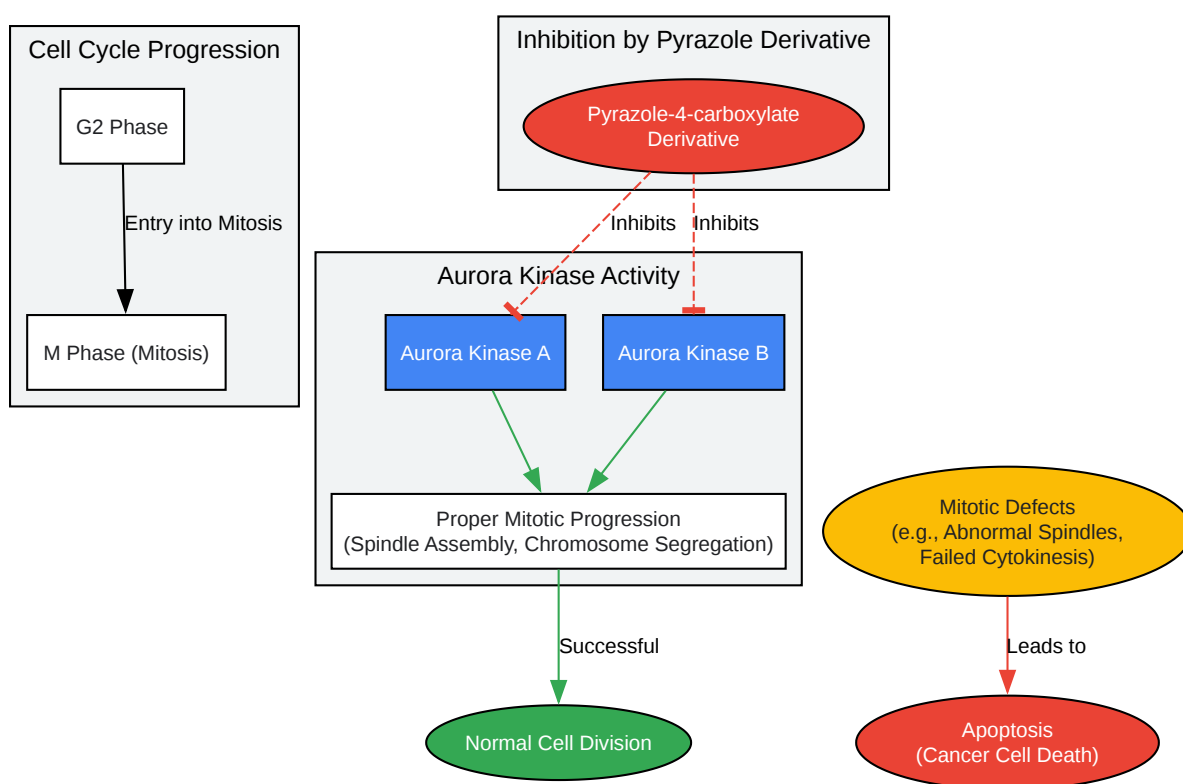 Cell Cycle Progression
G2 Phase
Entry into Mitosis
M Phase (Mitosis)
Inhibition by Pyrazole Derivative
Pyrazole-4-carboxylate
Derivative
Inhibits
Inhibits
Aurora Kinase Activity
Aurora Kinase A
Aurora Kinase B
Proper Mitotic Progression
(Spindle Assembly, Chromosome Segregation)
Successful
Normal Cell Division
Mitotic Defects
(e.g., Abnormal Spindles,
Failed Cytokinesis)
Leads to
Apoptosis
(Cancer Cell Death)